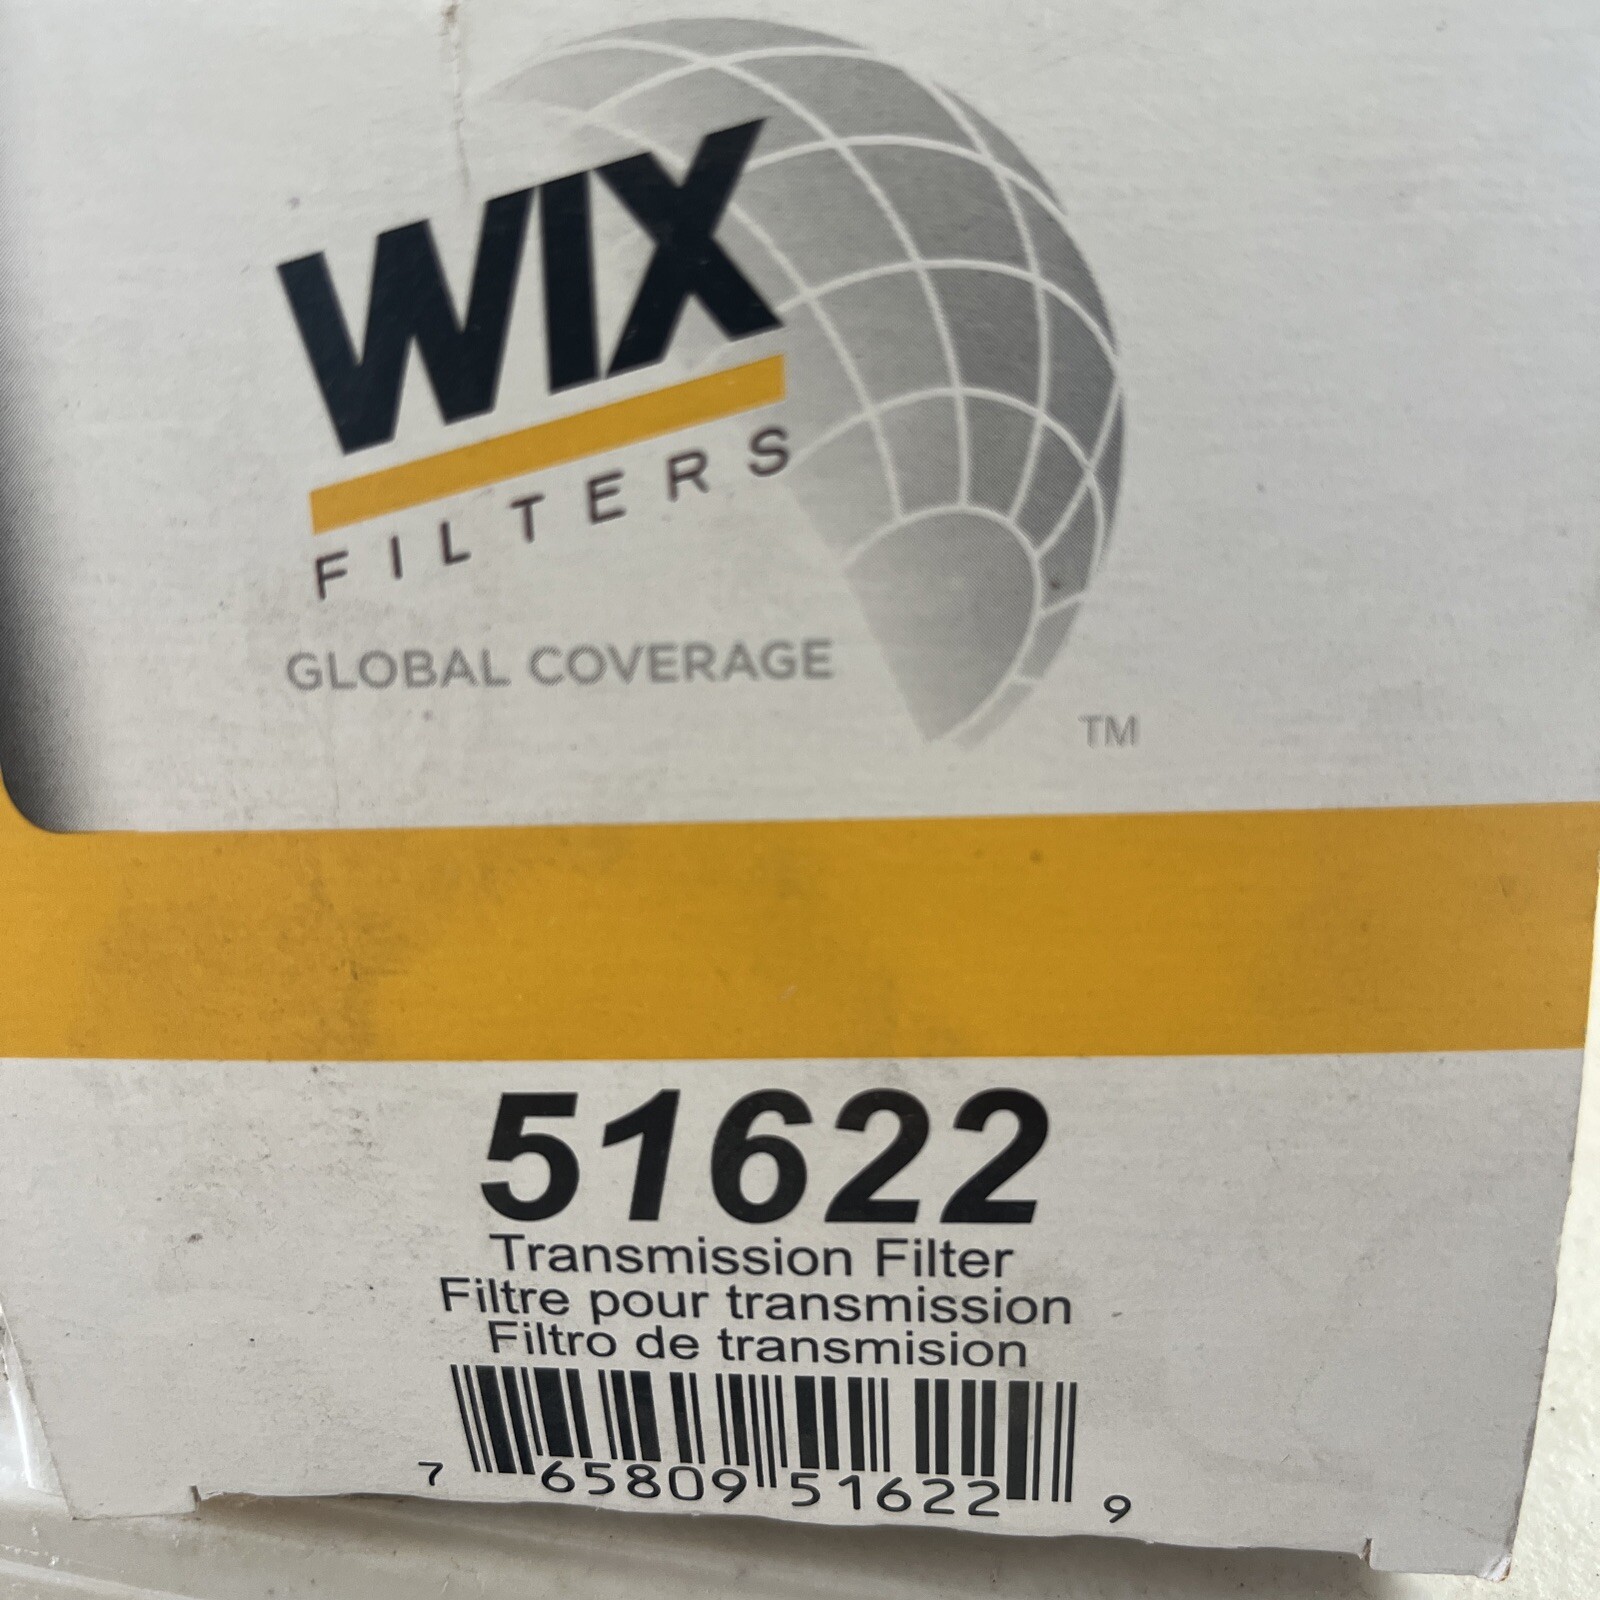 WIX
FILTERS
GLOBAL COVERAGE
TM
51622
Transmission Filter
Filtre pour transmission
Filtro de transmision
7 65809 51622 9